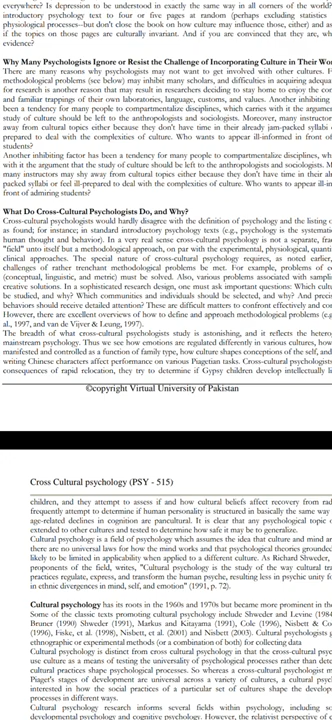 everywhere? Is depression to be understood in exactly the same way in all corners of the world?
introductory psychology text to four or five pages at random (perhaps excluding statistics
physiological processes--but don't close the book on how culture may influence those, either) and as
if the topics on those pages are culturally invariant. And if you are convinced that they are, wh
evidence?
Why Many Psychologists Ignore or Resist the Challenge of Incorporating Culture in Their Wor
There are many reasons why psychologists may not want to get involved with other cultures. F
methodological problems (see below) may inhibit many scholars, and difficulties in acquiring adequa
for research is another reason that may result in researchers deciding to stay home to enjoy the con
and familiar trappings of their own laboratories, language, customs, and values. Another inhibiting
been a tendency for many people to compartmentalize disciplines, which carries with it the argumen
study of culture should be left to the anthropologists and sociologists. Moreover, many instructor
away from cultural topics either because they don't have time in their already jam-packed syllabi
prepared to deal with the complexities of culture. Who wants to appear ill-informed in front of
students?
Another inhibiting factor has been a tendency for many people to compartmentalize disciplines, wh
with it the argument that the study of culture should be left to the anthropologists and sociologists. M
many instructors may shy away from cultural topics either because they don't have time in their alr
packed syllabi or feel ill-prepared to deal with the complexities of culture. Who wants to appear ill-in
front of admiring students?
What Do Cross-Cultural Psychologists Do, and Why?
Cross-cultural psychologists would hardly disagree with the definition of psychology and the listing o
is found; for instance; in standard introductory psychology texts (e.g., psychology is the systemati
human thought and behavior). In a very real sense cross-cultural psychology is not a separate, fra
"field" unto itself but a methodological approach, on par with the experimental, physiological, quanti
clinical approaches. The special nature of cross-cultural psychology requires, as noted earlier,
challenges of rather trenchant methodological problems be met. For example, problems of e
(conceptual, linguistic, and metric) must be solved. Also, various problems associated with sampl
creative solutions. In a sophisticated research design, one must ask important questions: Which cultu
be studied, and why? Which communities and individuals should be selected, and why? And preci
behaviors should receive detailed attention? These are difficult matters to confront effectively and co
However, there are excellent overviews of how to define and approach methodological problems (e.g
al., 1997, and van de Vijver & Leung, 1997).
The breadth of what cross-cultural psychologists study is astonishing, and it reflects the hetero
mainstream psychology. Thus we see how emotions are regulated differently in various cultures, how
manifested and controlled as a function of family type, how culture shapes conceptions of the self, and
writing Chinese characters affect performance on various Piagetian tasks. Cross-cultural psychologists
consequences of rapid relocation, they try to determine if Gypsy children develop intellectually li
©copyright Virtual University of Pakistan
Cross Cultural psychology (PSY - 515)
children, and they attempt to assess if and how cultural beliefs affect recovery from rad
frequently attempt to determine if human personality is structured in basically the same way
age-related declines in cognition are pancultural. It is clear that any psychological topic
extended to other cultures and tested to determine how safe it may be to generalize.
Cultural psychology is a field of psychology which assumes the idea that culture and mind ar
there are no universal laws for how the mind works and that psychological theories grounded
likely to be limited in applicability when applied to a different culture. As Richard Shweder,
proponents of the field, writes, "Cultural psychology is the study of the way cultural tra
practices regulate, express, and transform the human psyche, resulting less in psychic unity fo
in ethnic divergences in mind, self, and emotion" (1991, p. 72).
Cultural psychology has its roots in the 1960s and 1970s but became more prominent in the
Some of the classic texts promoting cultural psychology include Shweder and Levine (1984
Bruner (1990) Shweder (1991), Markus and Kitayama (1991), Cole (1996), Nisbett & Co
(1996), Fiske, et al. (1998), Nisbett, et al. (2001) and Nisbett (2003). Cultural psychologists
ethnographic or experimental methods (or a combination of both) for collecting data
Cultural psychology is distinct from cross cultural psychology in that the cross-cultural psyc
use culture as a means of testing the universality of psychological processes rather than dete
cultural practices shape psychological processes. So whereas a cross-cultural psychologist m
Piaget's stages of development are universal across a variety of cultures, a cultural psycl
interested in how the social practices of a particular set of cultures shape the develop
processes in different ways.
Cultural psychology research informs several fields within psychology, including
developmental psychology and cognitive psychology. However, the relativist perspective of